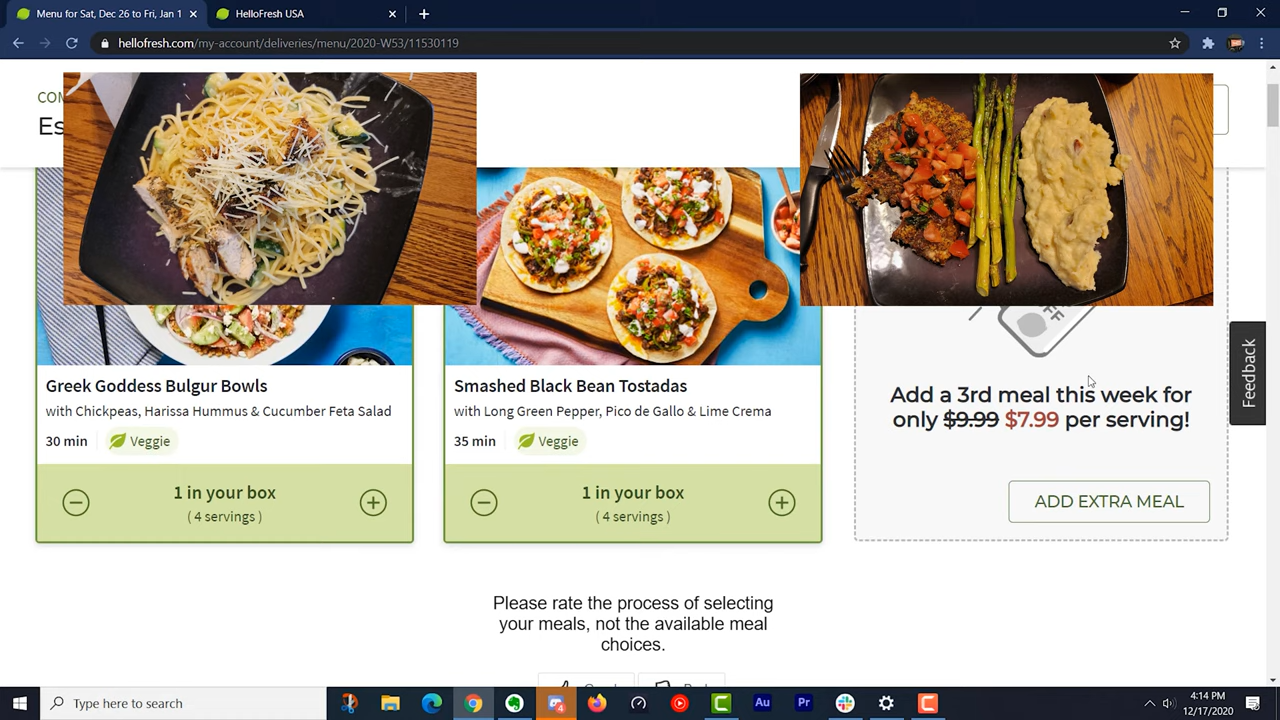 Menu for Sat, Dec 26 to Fri, Jan 1
HelloFresh USA
hellofresh.com/my-account/deliveries/menu/2020-W53/11530119
Feedback
Greek Goddess Bulgur Bowls
with Chickpeas, Harissa Hummus & Cucumber Feta Salad
30 min Veggie
1 in your box
( 4 servings )
Smashed Black Bean Tostadas
with Long Green Pepper, Pico de Gallo & Lime Crema
35 min Veggie
1 in your box
( 4 servings )
Add a 3rd meal this week for
only $9.99 $7.99 per serving!
ADD EXTRA MEAL
Please rate the process of selecting
your meals, not the available meal
choices.
Type here to search
Au
Pr
4:14 PM
12/17/2020